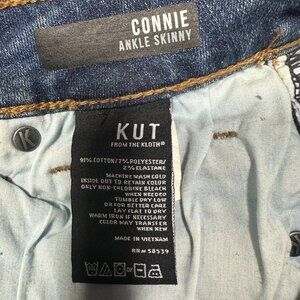 CONNIE
ANKLE SKINNY
KUT
FROM THE KLOTH®
91% COTTON/7% POLYESTER/
2% ELASTANE
MACHINE WASH COLD
INSIDE OUT TO RETAIN COLOR
ONLY NON-CHLORINE BLEACH
TUMBLE DRY LOW
OR FOR BETTER CARE
LAY FLAT TO DRY
WARM IRON IF NECESSARY
COLOR MAY TRANSFER
WHEN NEW
MADE IN VIETNAM
RN# 58539
K